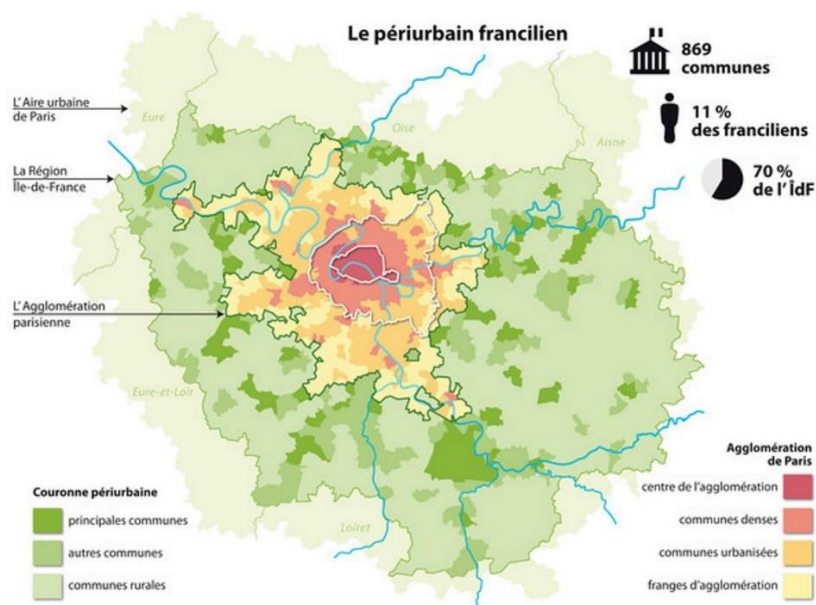 Le périurbain francilien
869
communes
11 %
des franciliens
70 %
de l'ÎdF
L'Aire urbaine
de Paris
La Région
Île-de-France
L'Agglomération
parisienne
Eure
Oise
Aisne
Eure-et-Loir
Loiret
Couronne périurbaine
principales communes
autres communes
communes rurales
Agglomération
de Paris
centre de l'agglomération
communes denses
communes urbanisées
franges d'agglomération